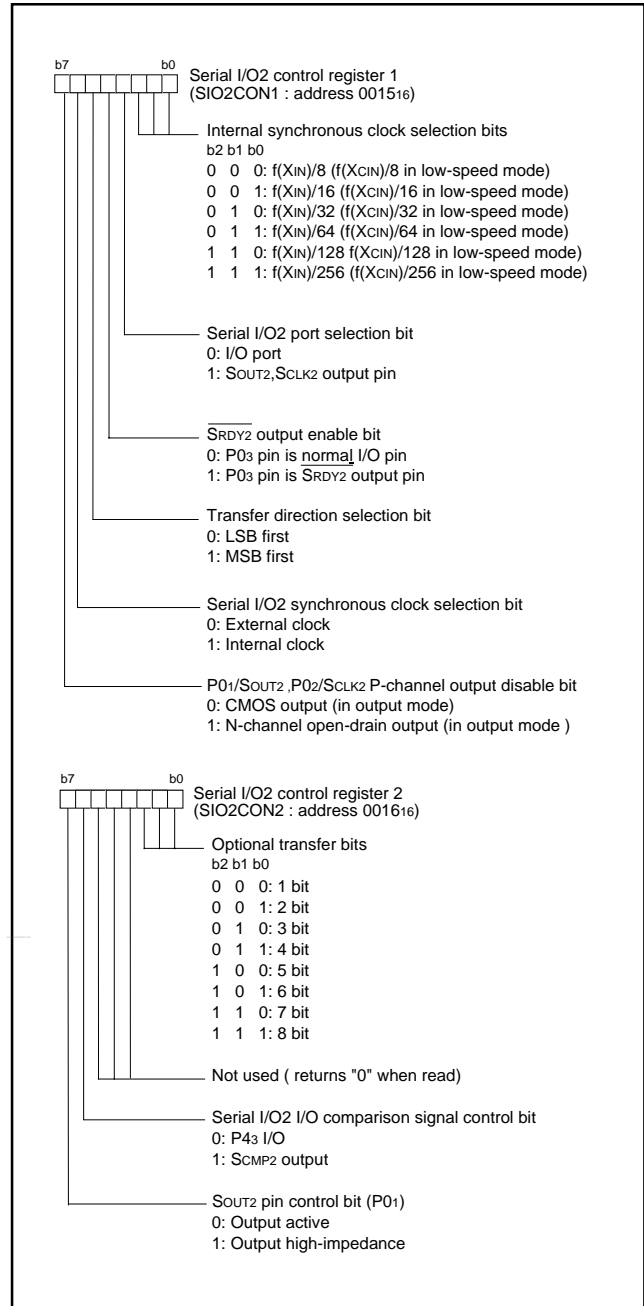 b7 b0
Serial I/O2 control register 1
(SIO2CON1 : address 001516)
Internal synchronous clock selection bits
b2 b1 b0
0 0 0: f(XIN)/8 (f(XCIN)/8 in low-speed mode)
0 0 1: f(XIN)/16 (f(XCIN)/16 in low-speed mode)
0 1 0: f(XIN)/32 (f(XCIN)/32 in low-speed mode)
0 1 1: f(XIN)/64 (f(XCIN)/64 in low-speed mode)
1 1 0: f(XIN)/128 f(XCIN)/128 in low-speed mode)
1 1 1: f(XIN)/256 (f(XCIN)/256 in low-speed mode)
Serial I/O2 port selection bit
0: I/O port
1: SOUT2,SCLK2 output pin
SRDY2 output enable bit
0: P03 pin is normal I/O pin
1: P03 pin is SRDY2 output pin
Transfer direction selection bit
0: LSB first
1: MSB first
Serial I/O2 synchronous clock selection bit
0: External clock
1: Internal clock
P01/SOUT2 ,P02/SCLK2 P-channel output disable bit
0: CMOS output (in output mode)
1: N-channel open-drain output (in output mode )
b7 b0
Serial I/O2 control register 2
(SIO2CON2 : address 001616)
Optional transfer bits
b2 b1 b0
0 0 0: 1 bit
0 0 1: 2 bit
0 1 0: 3 bit
0 1 1: 4 bit
1 0 0: 5 bit
1 0 1: 6 bit
1 1 0: 7 bit
1 1 1: 8 bit
Not used ( returns "0" when read)
Serial I/O2 I/O comparison signal control bit
0: P43 I/O
1: SCMP2 output
SOUT2 pin control bit (P01)
0: Output active
1: Output high-impedance